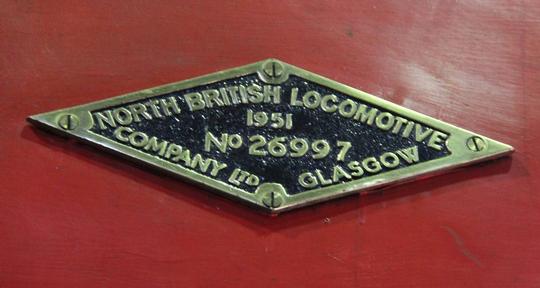 NORTH BRITISH LOCOMOTIVE
1951
No 26997
COMPANY LTD GLASGOW